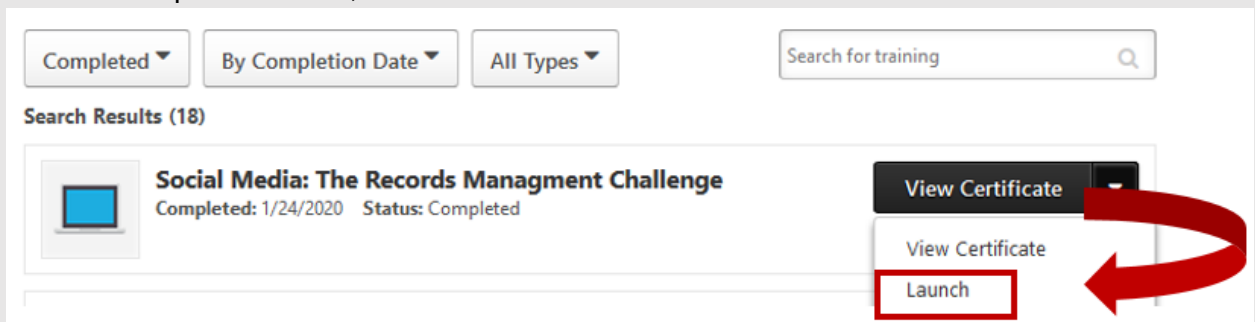 Completed
By Completion Date
All Types
Search for training
Search Results (18)
Social Media: The Records Managment Challenge
Completed: 1/24/2020 Status: Completed
View Certificate
View Certificate
Launch